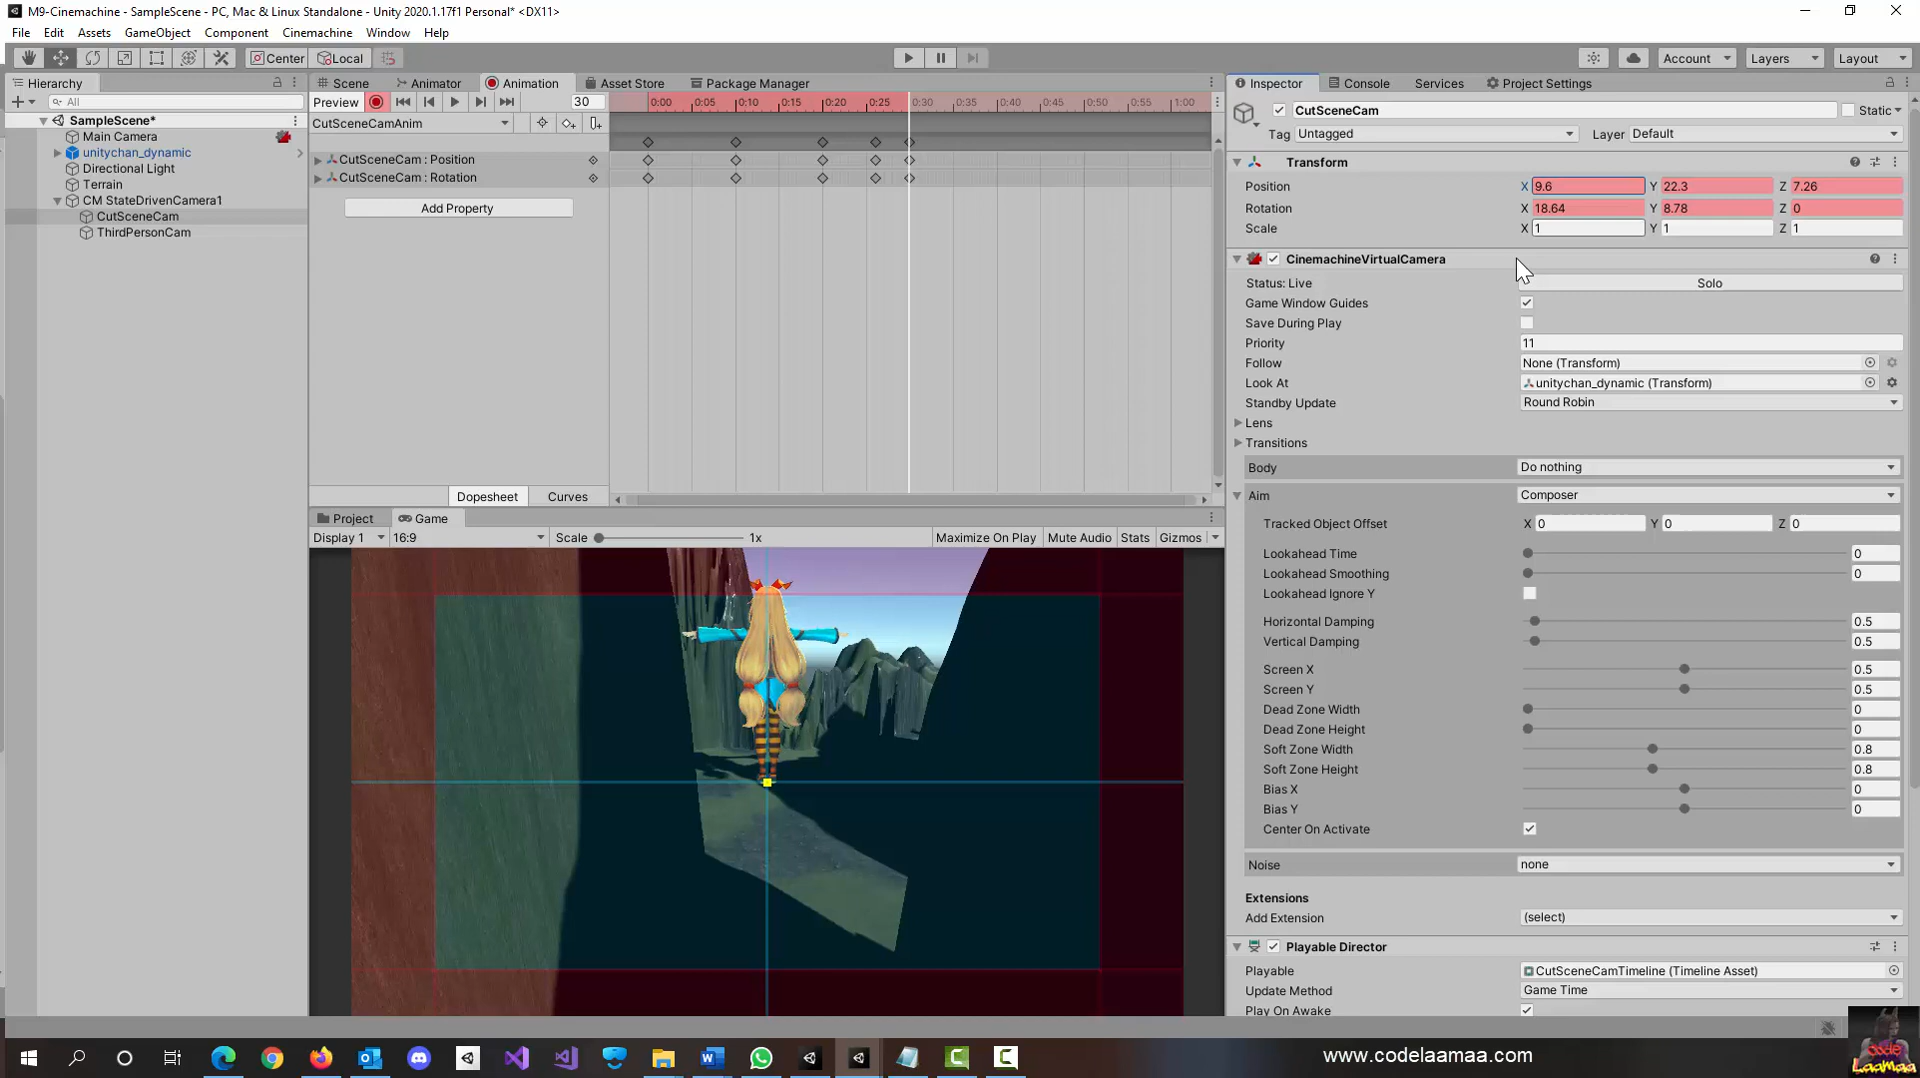 M9-Cinemachine - SampleScene - PC, Mac & Linux Standalone - Unity 2020.1.17f1 Personal* <DX11>
File Edit Assets GameObject Component Cinemachine Window Help
Center Local Account Layers Layout
Hierarchy
All
SampleScene*
Main Camera
unitychan_dynamic
Directional Light
Terrain
CM StateDrivenCamera1
CutSceneCam
ThirdPersonCam
Scene Animator Animation Asset Store Package Manager
Preview 30 0:00 0:05 0:10 0:15 0:20 0:25 0:30 0:35 0:40 0:45 0:50 0:55 1:00
CutSceneCamAnim
CutSceneCam : Position
CutSceneCam : Rotation
Add Property
Dopesheet Curves
Project Game
Display 1 16:9 Scale 1x Maximize On Play Mute Audio Stats Gizmos
Inspector Console Services Project Settings
CutSceneCam Static
Tag Untagged Layer Default
Transform
Position X 9.6 Y 22.3 Z 7.26
Rotation X 18.64 Y 8.78 Z 0
Scale X 1 Y 1 Z 1
CinemachineVirtualCamera
Status: Live Solo
Game Window Guides
Save During Play
Priority 11
Follow None (Transform)
Look At unitychan_dynamic (Transform)
Standby Update Round Robin
Lens
Transitions
Body Do nothing
Aim Composer
Tracked Object Offset X 0 Y 0 Z 0
Lookahead Time 0
Lookahead Smoothing 0
Lookahead Ignore Y
Horizontal Damping 0.5
Vertical Damping 0.5
Screen X 0.5
Screen Y 0.5
Dead Zone Width 0
Dead Zone Height 0
Soft Zone Width 0.8
Soft Zone Height 0.8
Bias X 0
Bias Y 0
Center On Activate
Noise none
Extensions
Add Extension (select)
Playable Director
Playable CutSceneCamTimeline (Timeline Asset)
Update Method Game Time
Play On Awake
www.codelaamaa.com
Code
Laamaa